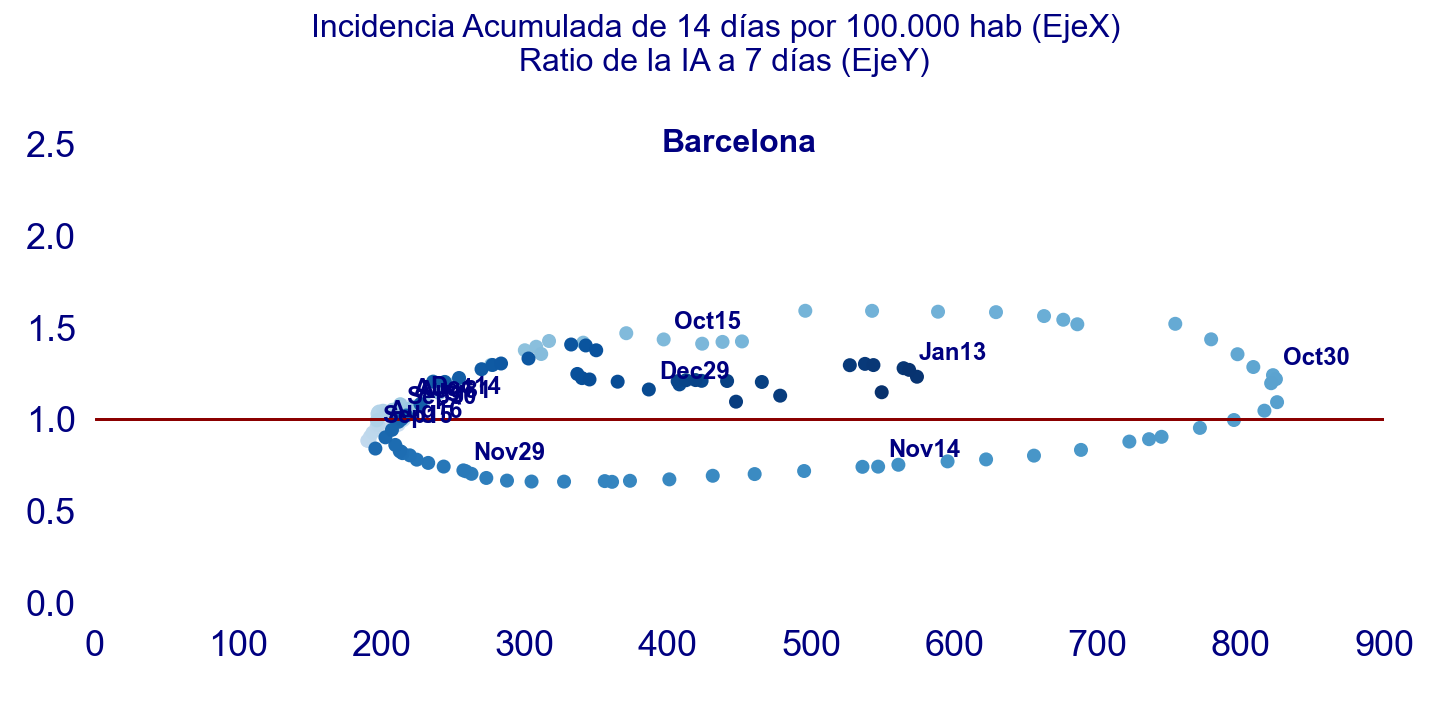 Incidencia Acumulada de 14 días por 100.000 hab (EjeX)
Ratio de la IA a 7 días (EjeY)
Barcelona
2.5
2.0
1.5
1.0
0.5
0.0
Oct15
Jan13
Oct30
Dec29
Nov14
Nov29
0 100 200 300 400 500 600 700 800 900